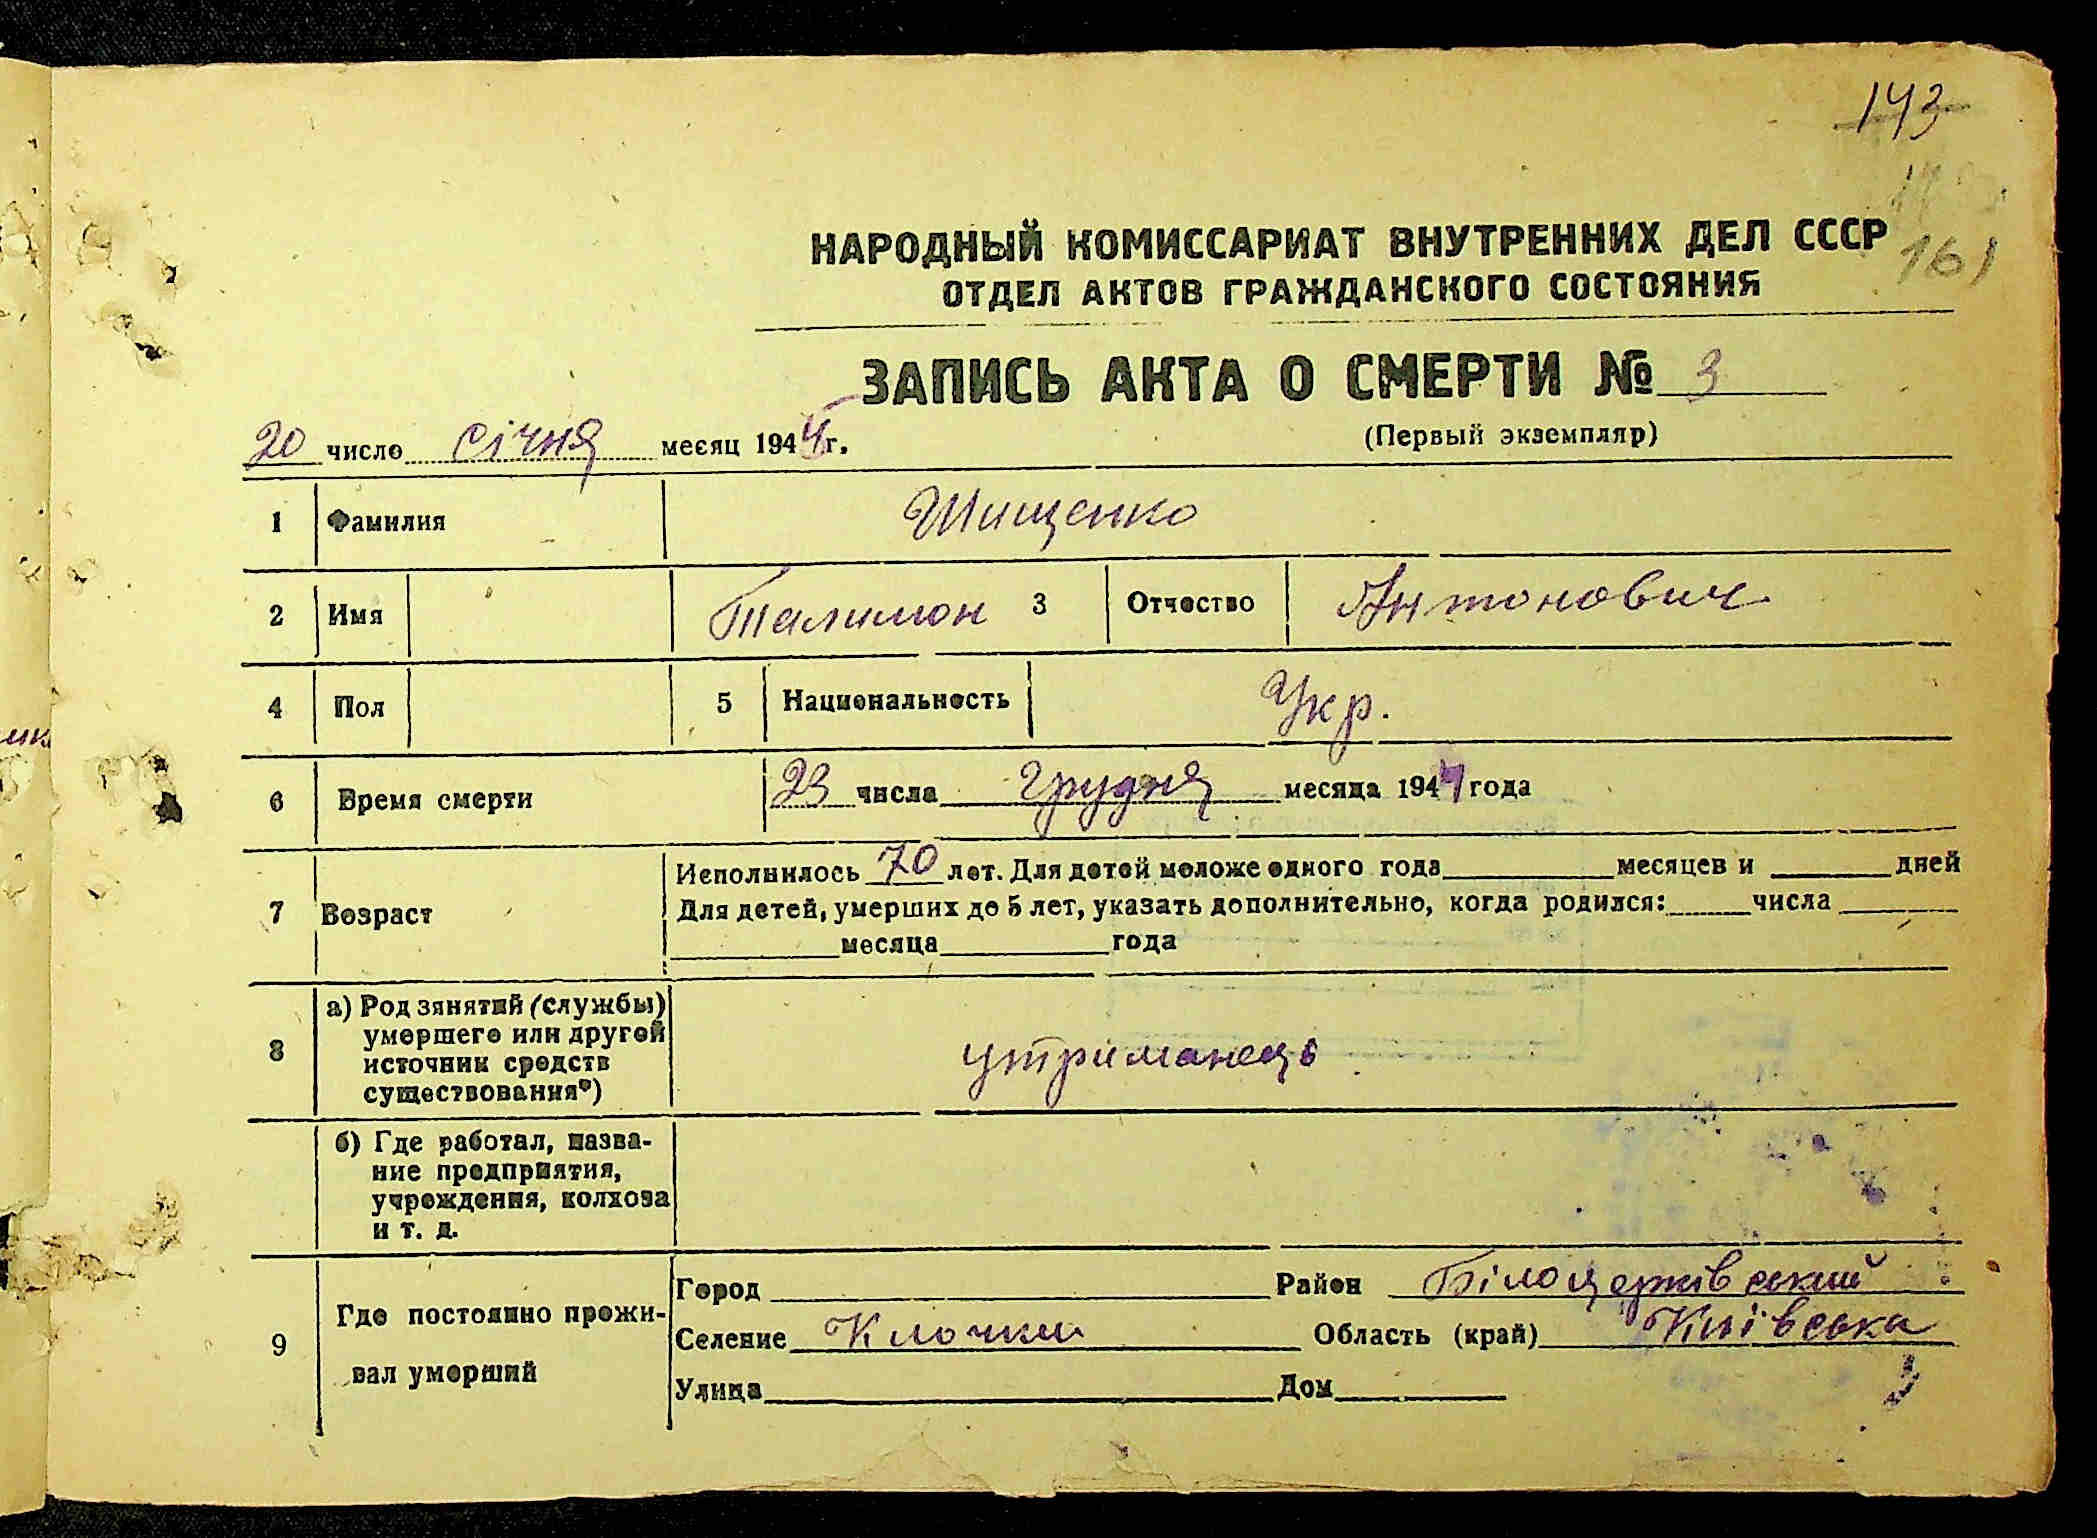 143
161
НАРОДНЫЙ КОМИССАРИАТ ВНУТРЕННИХ ДЕЛ СССР
ОТДЕЛ АКТОВ ГРАЖДАНСКОГО СОСТОЯНИЯ
ЗАПИСЬ АКТА О СМЕРТИ № 3
20 число січня месяц 1945 г.
(Первый экземпляр)
1 Фамилия Шищенко
2 Имя Талимон 3 Отчество Антонович
4 Пол 5 Национальность Укр.
6 Время смерти 23 числа грудня месяца 1944 года
7 Возраст Исполнилось 70 лет. Для детей моложе одного года месяцев и дней
Для детей, умерших до 5 лет, указать дополнительно, когда родился: числа
месяца года
8 а) Род занятий (службы) умершего или другой источник средств существования*) утриманець
б) Где работал, название предприятия, учреждения, колхоза и т. д.
9 Где постоянно проживал умерший
Город Район Білоцерківський
Селение Клочки Область (край) Київська
Улица Дом